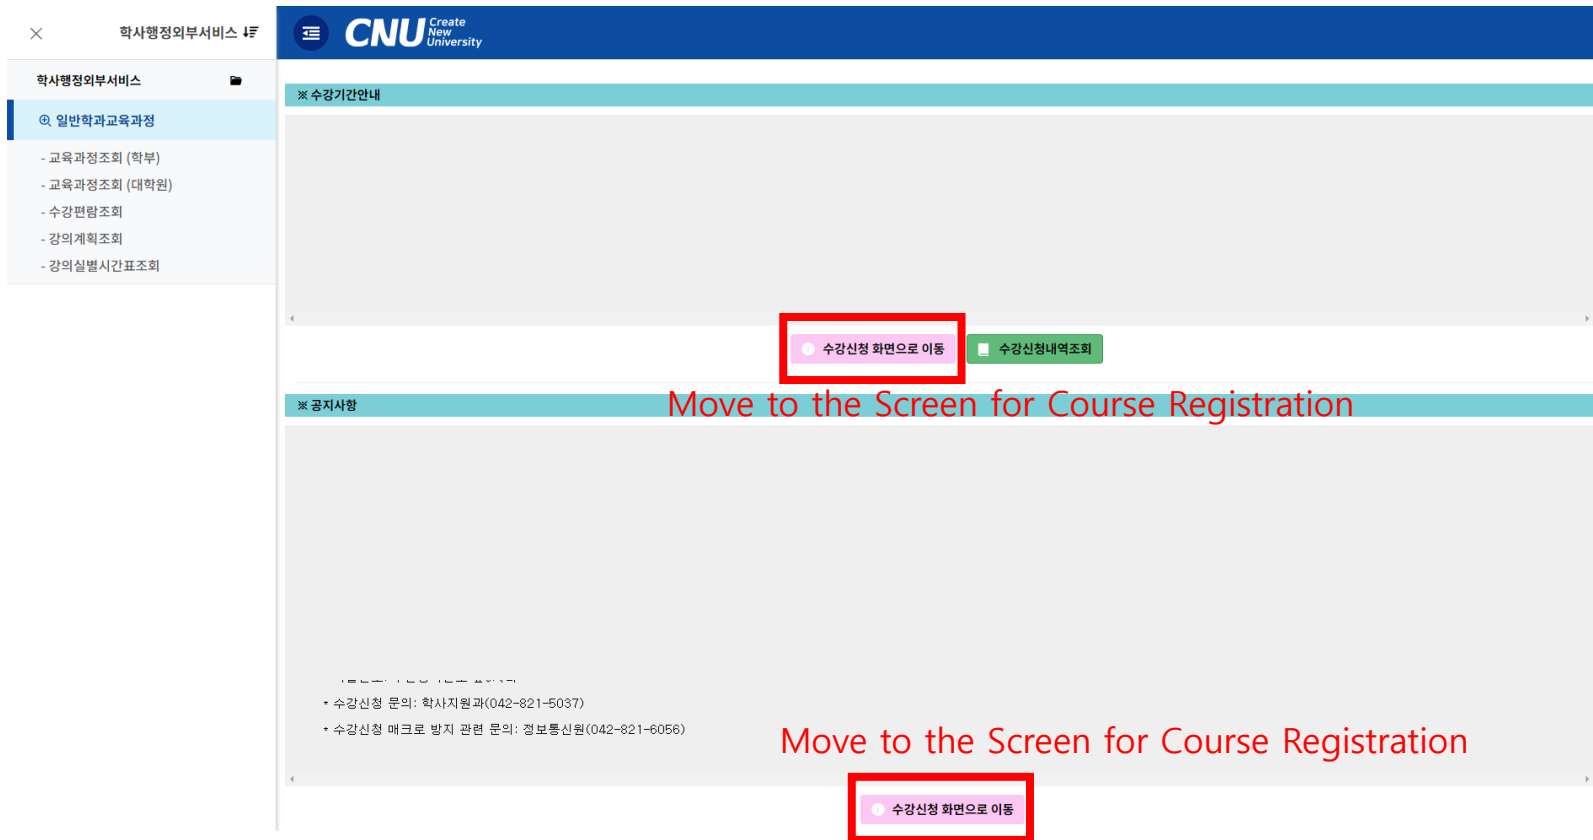 학사행정외부서비스
CNU Create New University
학사행정외부서비스
일반학과교육과정
- 교육과정조회 (학부)
- 교육과정조회 (대학원)
- 수강편람조회
- 강의계획조회
- 강의실별시간표조회
※ 수강기간안내
수강신청 화면으로 이동
수강신청내역조회
Move to the Screen for Course Registration
※ 공지사항
* 수강신청 문의: 학사지원과(042-821-5037)
* 수강신청 매크로 방지 관련 문의: 정보통신원(042-821-6056)
Move to the Screen for Course Registration
수강신청 화면으로 이동